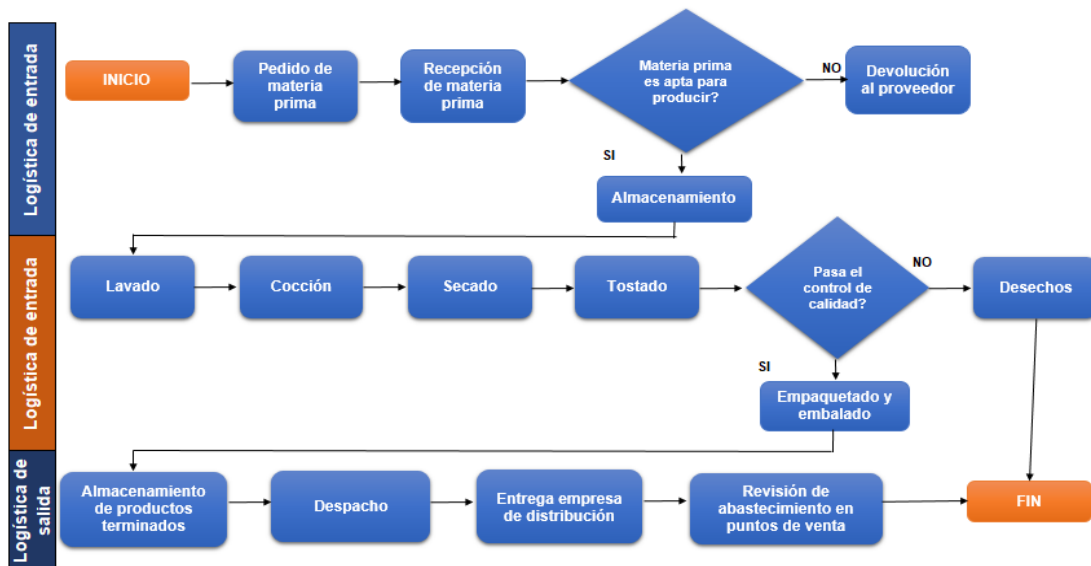 Logística de entrada
INICIO
Pedido de
materia
prima
Recepción
de materia
prima
Materia prima
es apta para
producir?
NO
Devolución
al proveedor
SI
Almacenamiento
Logística de entrada
Lavado
Cocción
Secado
Tostado
Pasa el
control de
calidad?
NO
Desechos
SI
Empaquetado y
embalado
Logística de
salida
Almacenamiento
de productos
terminados
Despacho
Entrega empresa
de distribución
Revisión de
abastecimiento en
puntos de venta
FIN